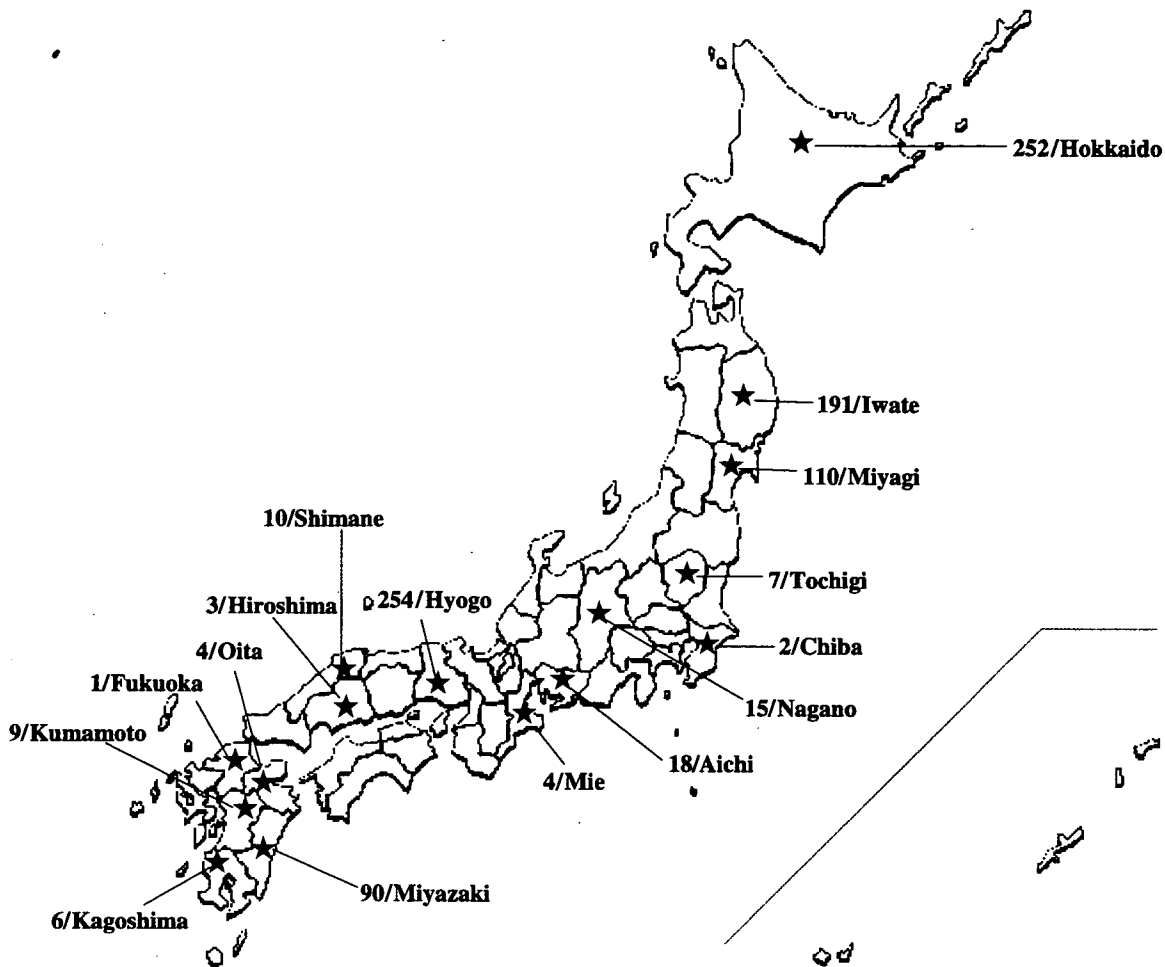 252/Hokkaido
191/Iwate
110/Miyagi
10/Shimane
7/Tochigi
3/Hiroshima
254/Hyogo
4/Oita
2/Chiba
1/Fukuoka
15/Nagano
9/Kumamoto
18/Aichi
4/Mie
90/Miyazaki
6/Kagoshima